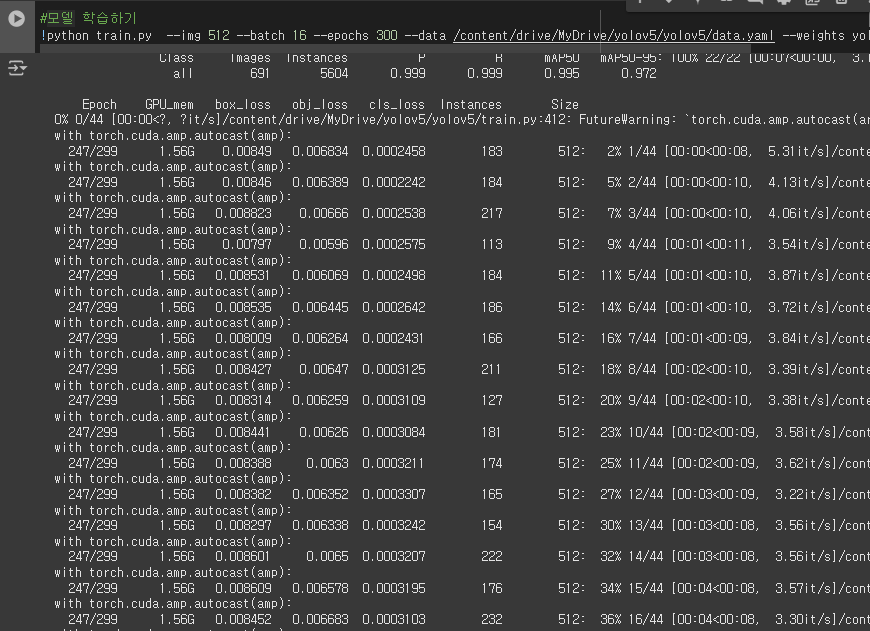 #모델 학습하기
!python train.py --img 512 --batch 16 --epochs 300 --data /content/drive/MyDrive/yolov5/yolov5/data.yaml --weights yol
Class Images Instances P R mAP50 mAP50-95: 100% 22/22 [00:07<00:00, 3.1
all 691 5604 0.999 0.999 0.995 0.972
Epoch GPU_mem box_loss obj_loss cls_loss Instances Size
0% 0/44 [00:00<?, ?it/s]/content/drive/MyDrive/yolov5/yolov5/train.py:412: FutureWarning: `torch.cuda.amp.autocast(ar
with torch.cuda.amp.autocast(amp):
247/299 1.56G 0.00849 0.006834 0.0002458 183 512: 2% 1/44 [00:00<00:08, 5.31it/s]/conte
with torch.cuda.amp.autocast(amp):
247/299 1.56G 0.00846 0.006389 0.0002242 184 512: 5% 2/44 [00:00<00:10, 4.13it/s]/conte
with torch.cuda.amp.autocast(amp):
247/299 1.56G 0.008823 0.00666 0.0002538 217 512: 7% 3/44 [00:00<00:10, 4.06it/s]/conte
with torch.cuda.amp.autocast(amp):
247/299 1.56G 0.00797 0.00596 0.0002575 113 512: 9% 4/44 [00:01<00:11, 3.54it/s]/conte
with torch.cuda.amp.autocast(amp):
247/299 1.56G 0.008531 0.006069 0.0002498 184 512: 11% 5/44 [00:01<00:10, 3.87it/s]/conte
with torch.cuda.amp.autocast(amp):
247/299 1.56G 0.008535 0.006445 0.0002642 186 512: 14% 6/44 [00:01<00:10, 3.72it/s]/conte
with torch.cuda.amp.autocast(amp):
247/299 1.56G 0.008009 0.006264 0.0002431 166 512: 16% 7/44 [00:01<00:09, 3.84it/s]/conte
with torch.cuda.amp.autocast(amp):
247/299 1.56G 0.008427 0.00647 0.0003125 211 512: 18% 8/44 [00:02<00:10, 3.39it/s]/conte
with torch.cuda.amp.autocast(amp):
247/299 1.56G 0.008314 0.006259 0.0003109 127 512: 20% 9/44 [00:02<00:10, 3.38it/s]/conte
with torch.cuda.amp.autocast(amp):
247/299 1.56G 0.008441 0.00626 0.0003084 181 512: 23% 10/44 [00:02<00:09, 3.58it/s]/cont
with torch.cuda.amp.autocast(amp):
247/299 1.56G 0.008388 0.0063 0.0003211 174 512: 25% 11/44 [00:02<00:09, 3.62it/s]/cont
with torch.cuda.amp.autocast(amp):
247/299 1.56G 0.008382 0.006352 0.0003307 165 512: 27% 12/44 [00:03<00:09, 3.22it/s]/cont
with torch.cuda.amp.autocast(amp):
247/299 1.56G 0.008297 0.006338 0.0003242 154 512: 30% 13/44 [00:03<00:08, 3.56it/s]/cont
with torch.cuda.amp.autocast(amp):
247/299 1.56G 0.008601 0.0065 0.0003207 222 512: 32% 14/44 [00:03<00:08, 3.56it/s]/cont
with torch.cuda.amp.autocast(amp):
247/299 1.56G 0.008609 0.006578 0.0003195 176 512: 34% 15/44 [00:04<00:08, 3.57it/s]/cont
with torch.cuda.amp.autocast(amp):
247/299 1.56G 0.008452 0.006683 0.0003103 232 512: 36% 16/44 [00:04<00:08, 3.30it/s]/cont